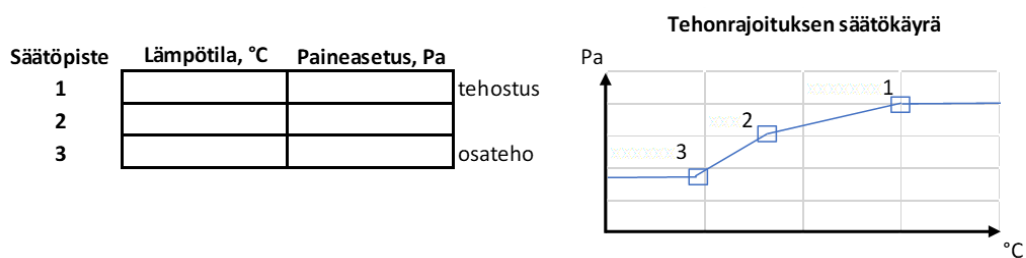 Tehonrajoituksen säätökäyrä
Säätöpiste Lämpötila, °C Paineasetus, Pa
1 tehostus
2
3 osateho
Pa
1
2
3
°C